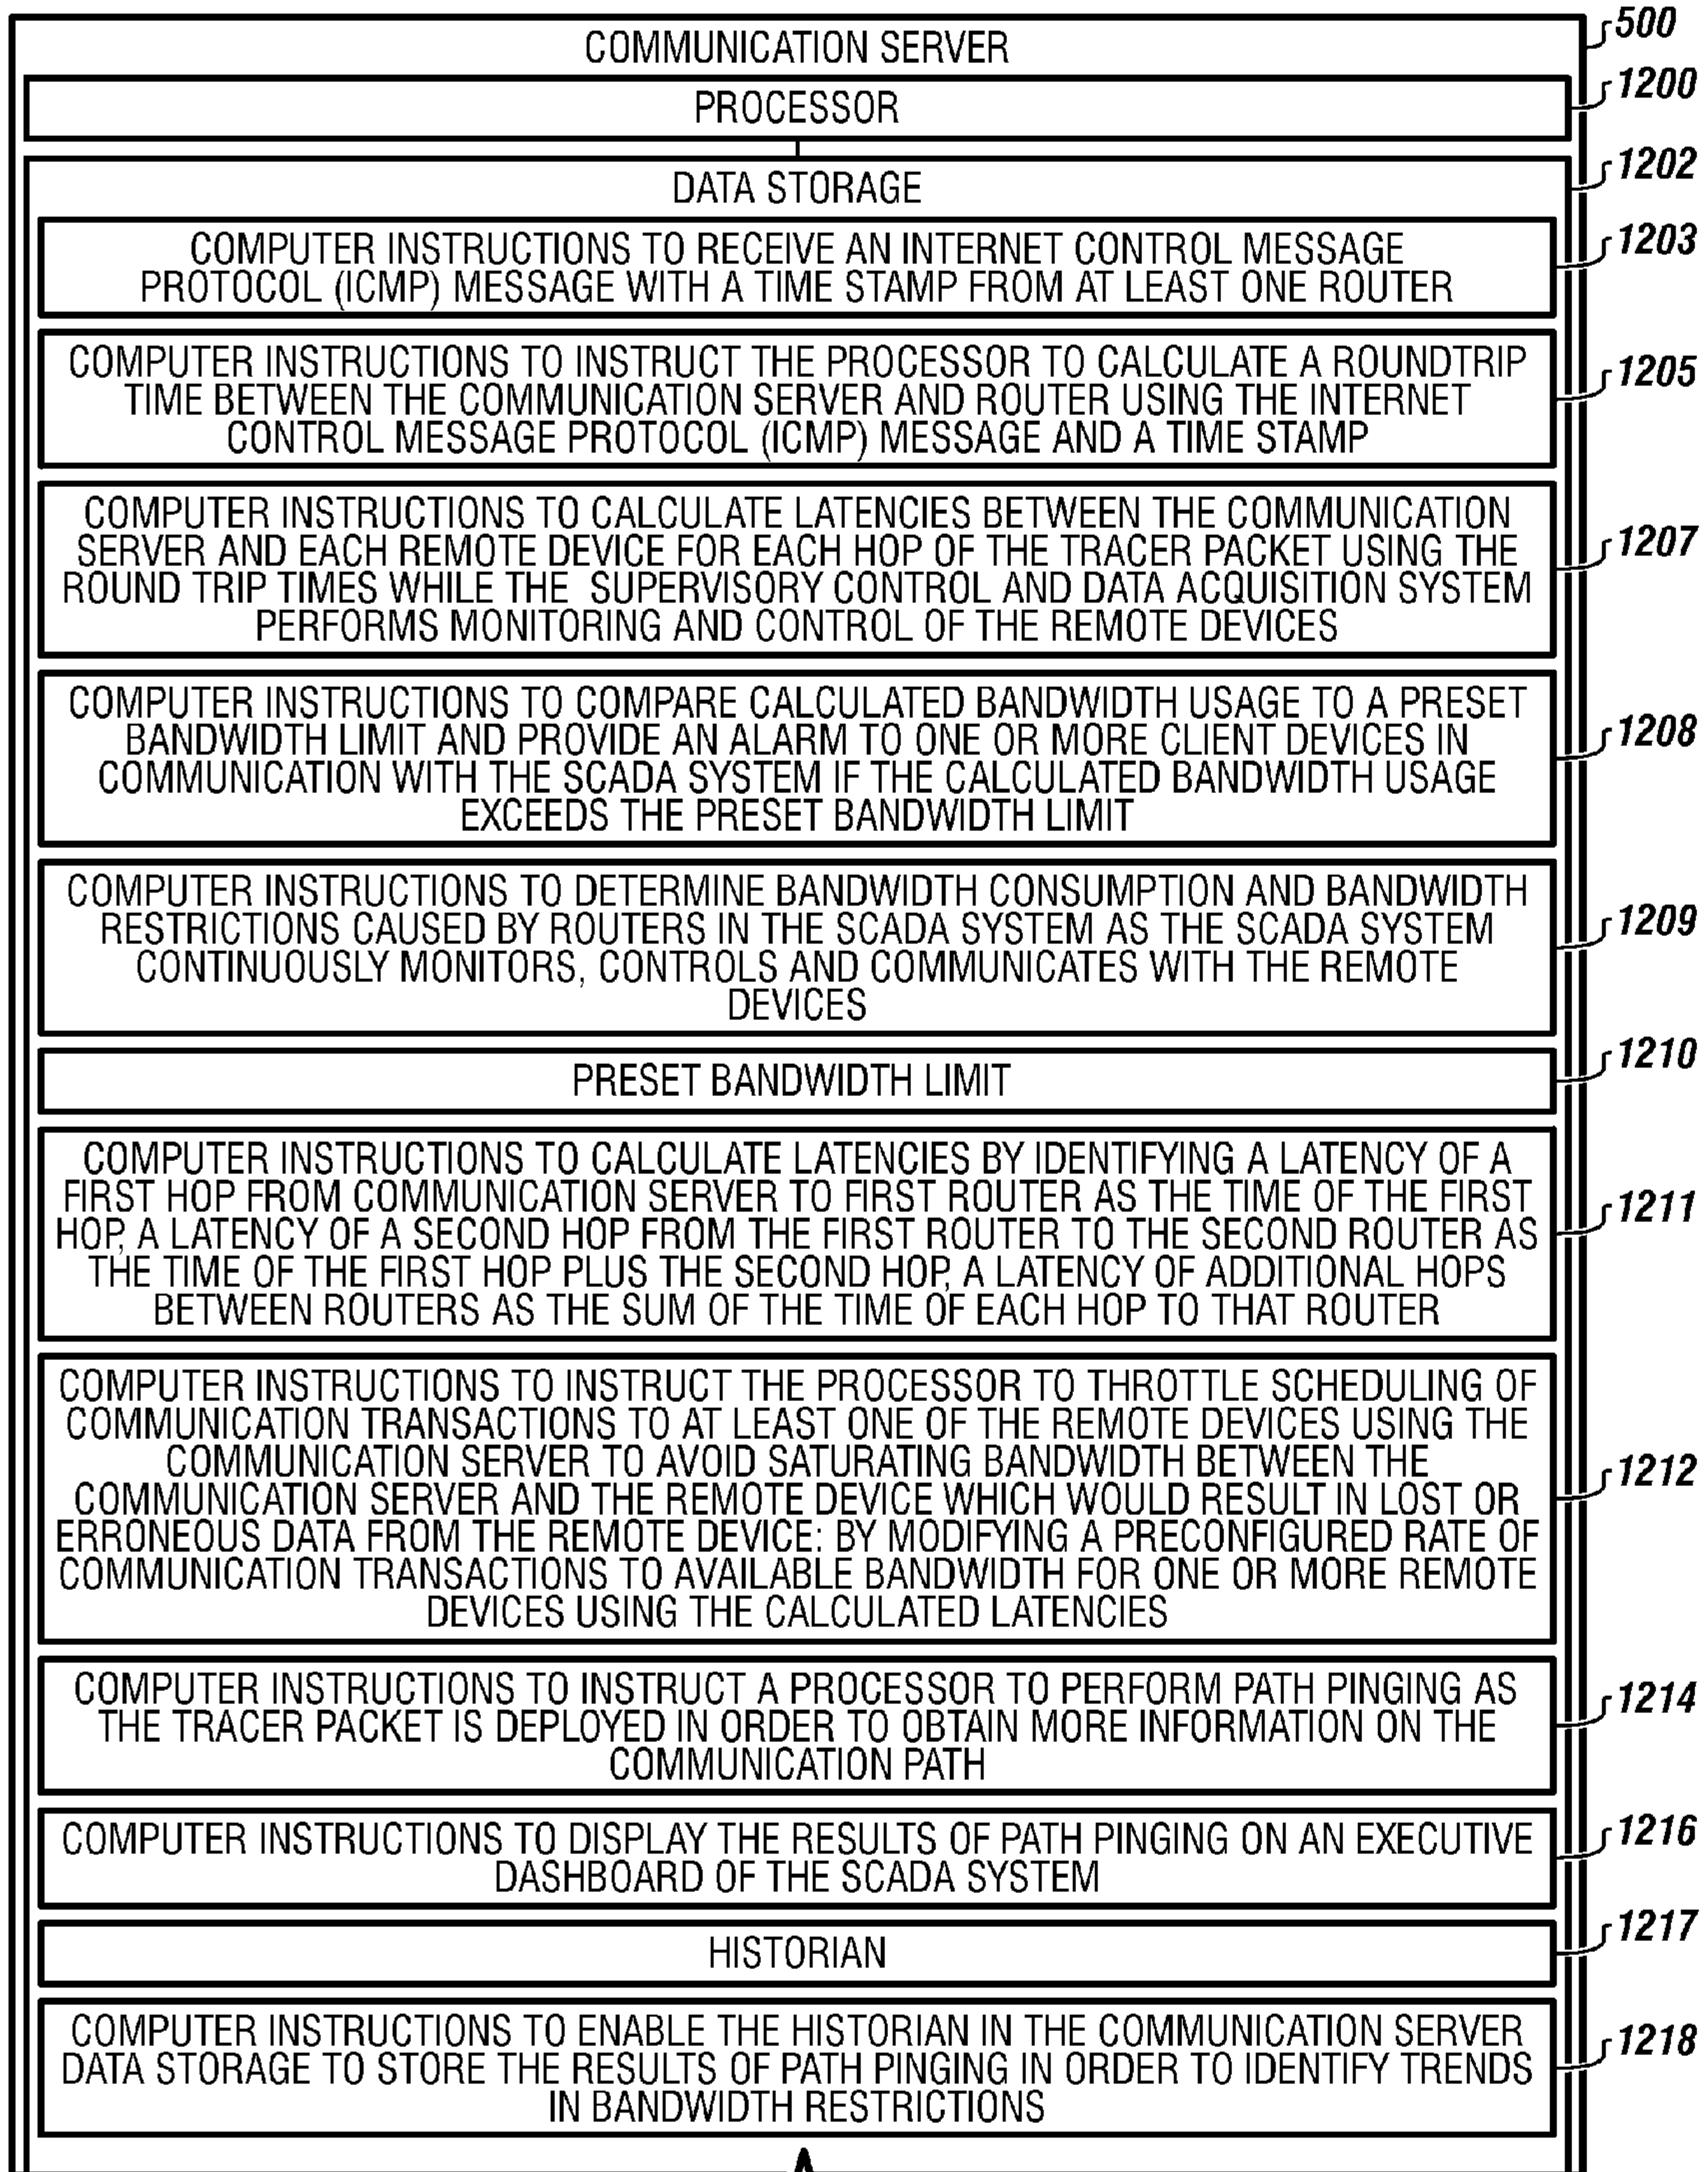 COMMUNICATION SERVER
500
PROCESSOR
1200
DATA STORAGE
1202
COMPUTER INSTRUCTIONS TO RECEIVE AN INTERNET CONTROL MESSAGE
PROTOCOL (ICMP) MESSAGE WITH A TIME STAMP FROM AT LEAST ONE ROUTER
1203
COMPUTER INSTRUCTIONS TO INSTRUCT THE PROCESSOR TO CALCULATE A ROUNDTRIP
TIME BETWEEN THE COMMUNICATION SERVER AND ROUTER USING THE INTERNET
CONTROL MESSAGE PROTOCOL (ICMP) MESSAGE AND A TIME STAMP
1205
COMPUTER INSTRUCTIONS TO CALCULATE LATENCIES BETWEEN THE COMMUNICATION
SERVER AND EACH REMOTE DEVICE FOR EACH HOP OF THE TRACER PACKET USING THE
ROUND TRIP TIMES WHILE THE SUPERVISORY CONTROL AND DATA ACQUISITION SYSTEM
PERFORMS MONITORING AND CONTROL OF THE REMOTE DEVICES
1207
COMPUTER INSTRUCTIONS TO COMPARE CALCULATED BANDWIDTH USAGE TO A PRESET
BANDWIDTH LIMIT AND PROVIDE AN ALARM TO ONE OR MORE CLIENT DEVICES IN
COMMUNICATION WITH THE SCADA SYSTEM IF THE CALCULATED BANDWIDTH USAGE
EXCEEDS THE PRESET BANDWIDTH LIMIT
1208
COMPUTER INSTRUCTIONS TO DETERMINE BANDWIDTH CONSUMPTION AND BANDWIDTH
RESTRICTIONS CAUSED BY ROUTERS IN THE SCADA SYSTEM AS THE SCADA SYSTEM
CONTINUOUSLY MONITORS, CONTROLS AND COMMUNICATES WITH THE REMOTE
DEVICES
1209
PRESET BANDWIDTH LIMIT
1210
COMPUTER INSTRUCTIONS TO CALCULATE LATENCIES BY IDENTIFYING A LATENCY OF A
FIRST HOP FROM COMMUNICATION SERVER TO FIRST ROUTER AS THE TIME OF THE FIRST
HOP, A LATENCY OF A SECOND HOP FROM THE FIRST ROUTER TO THE SECOND ROUTER AS
THE TIME OF THE FIRST HOP PLUS THE SECOND HOP, A LATENCY OF ADDITIONAL HOPS
BETWEEN ROUTERS AS THE SUM OF THE TIME OF EACH HOP TO THAT ROUTER
1211
COMPUTER INSTRUCTIONS TO INSTRUCT THE PROCESSOR TO THROTTLE SCHEDULING OF
COMMUNICATION TRANSACTIONS TO AT LEAST ONE OF THE REMOTE DEVICES USING THE
COMMUNICATION SERVER TO AVOID SATURATING BANDWIDTH BETWEEN THE
COMMUNICATION SERVER AND THE REMOTE DEVICE WHICH WOULD RESULT IN LOST OR
ERRONEOUS DATA FROM THE REMOTE DEVICE: BY MODIFYING A PRECONFIGURED RATE OF
COMMUNICATION TRANSACTIONS TO AVAILABLE BANDWIDTH FOR ONE OR MORE REMOTE
DEVICES USING THE CALCULATED LATENCIES
1212
COMPUTER INSTRUCTIONS TO INSTRUCT A PROCESSOR TO PERFORM PATH PINGING AS
THE TRACER PACKET IS DEPLOYED IN ORDER TO OBTAIN MORE INFORMATION ON THE
COMMUNICATION PATH
1214
COMPUTER INSTRUCTIONS TO DISPLAY THE RESULTS OF PATH PINGING ON AN EXECUTIVE
DASHBOARD OF THE SCADA SYSTEM
1216
HISTORIAN
1217
COMPUTER INSTRUCTIONS TO ENABLE THE HISTORIAN IN THE COMMUNICATION SERVER
DATA STORAGE TO STORE THE RESULTS OF PATH PINGING IN ORDER TO IDENTIFY TRENDS
IN BANDWIDTH RESTRICTIONS
1218